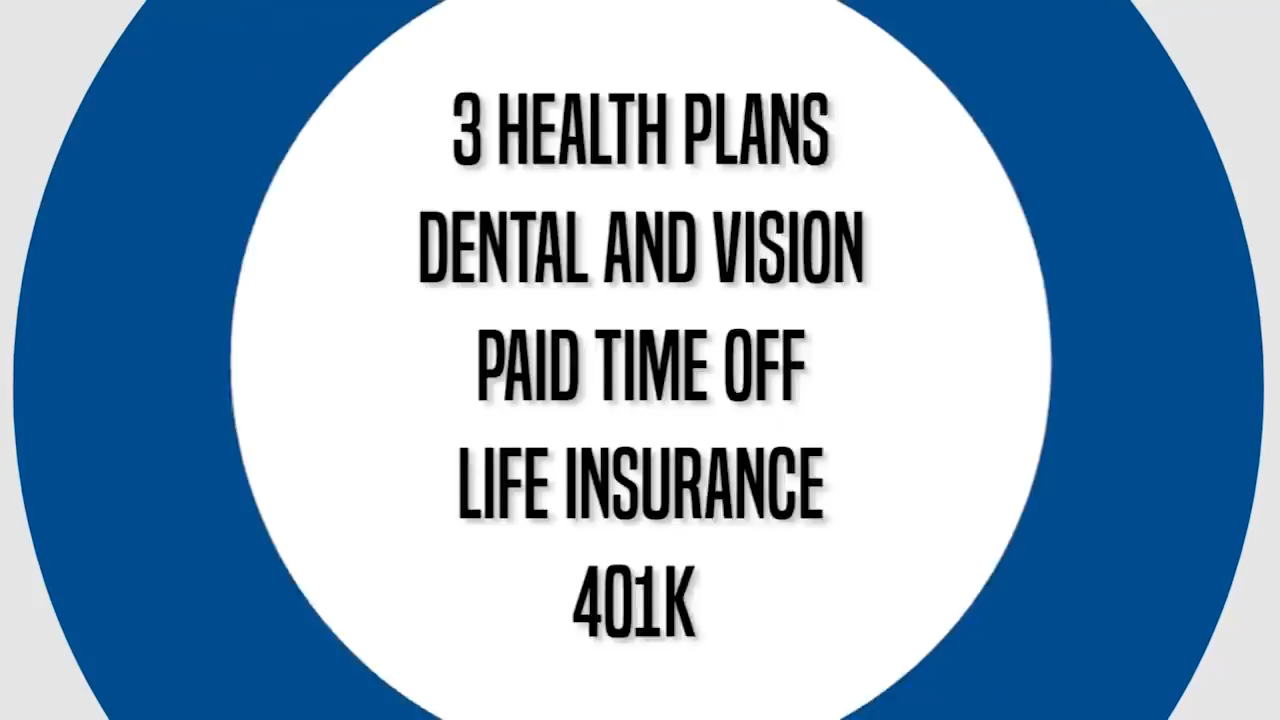 3 HEALTH PLANS
DENTAL AND VISION
PAID TIME OFF
LIFE INSURANCE
401K